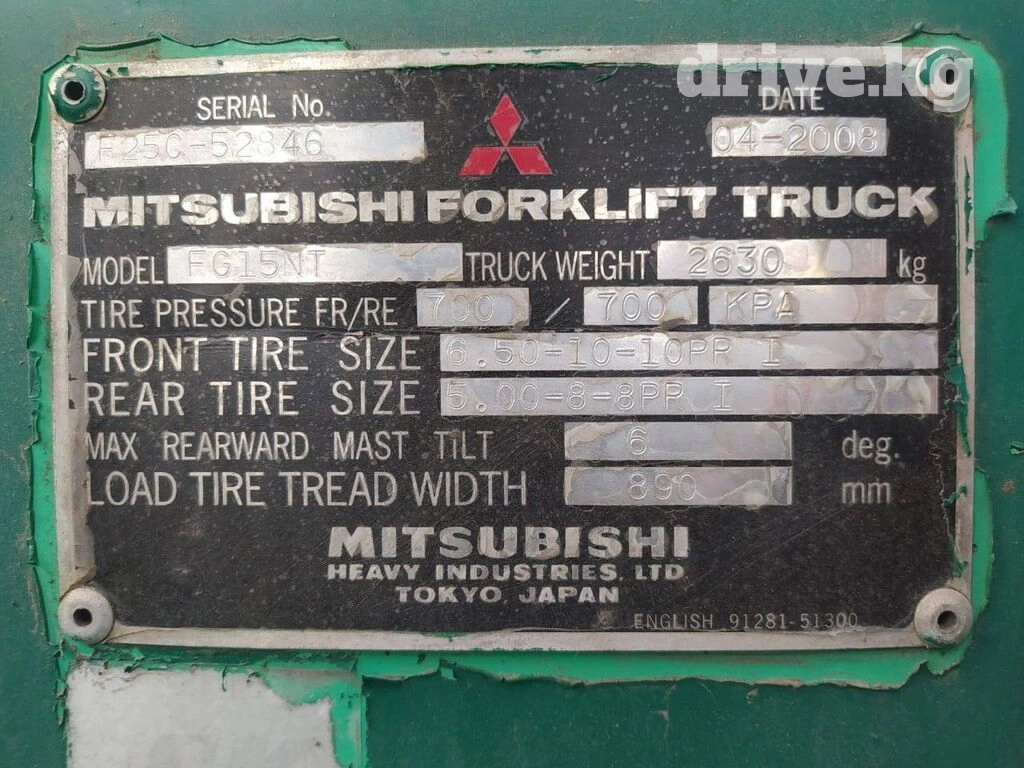 drive.kg
SERIAL No. DATE
F25C-52846 04-2008
MITSUBISHI FORKLIFT TRUCK
MODEL FG15NT TRUCK WEIGHT 2630 kg
TIRE PRESSURE FR/RE 700 / 700 KPA
FRONT TIRE SIZE 6.50-10-10PR I
REAR TIRE SIZE 5.00-8-8PR I
MAX REARWARD MAST TILT 6 deg.
LOAD TIRE TREAD WIDTH 890 mm
MITSUBISHI
HEAVY INDUSTRIES, LTD
TOKYO JAPAN
ENGLISH 91281-51300